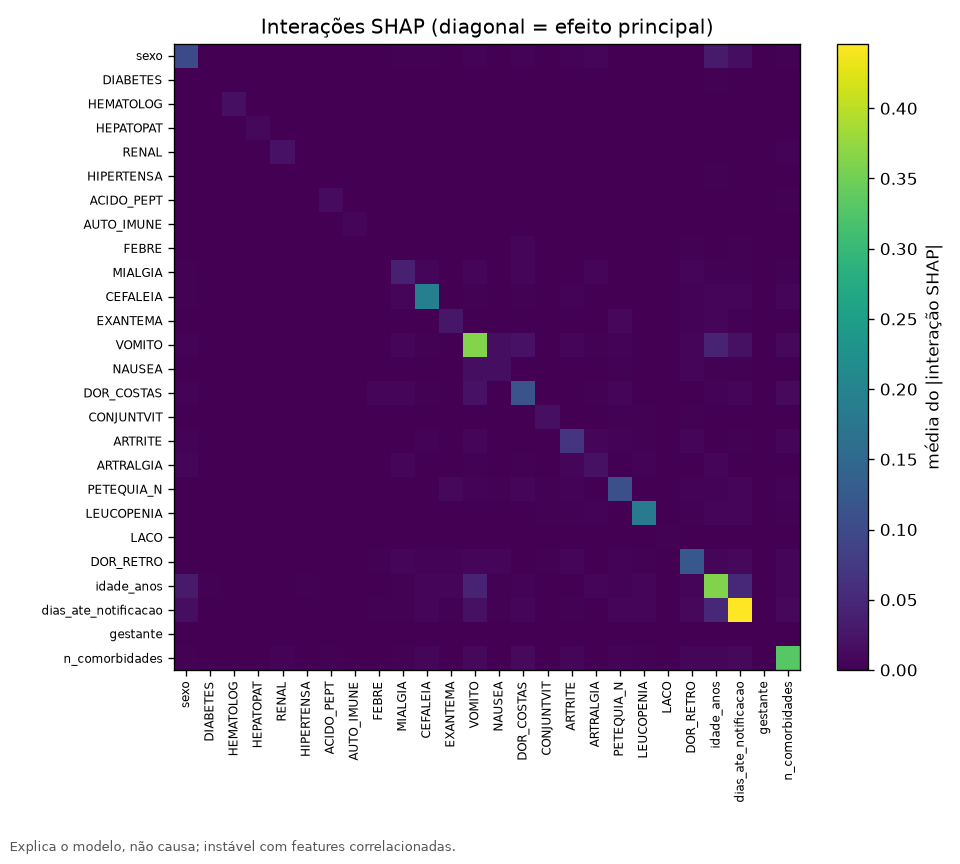 Interações SHAP (diagonal = efeito principal)
sexo
DIABETES
HEMATOLOG
HEPATOPAT
RENAL
HIPERTENSA
ACIDO_PEPT
AUTO_IMUNE
FEBRE
MIALGIA
CEFALEIA
EXANTEMA
VOMITO
NAUSEA
DOR_COSTAS
CONJUNTVIT
ARTRITE
ARTRALGIA
PETEQUIA_N
LEUCOPENIA
LACO
DOR_RETRO
idade_anos
dias_ate_notificacao
gestante
n_comorbidades
sexo
DIABETES
HEMATOLOG
HEPATOPAT
RENAL
HIPERTENSA
ACIDO_PEPT
AUTO_IMUNE
FEBRE
MIALGIA
CEFALEIA
EXANTEMA
VOMITO
NAUSEA
DOR_COSTAS
CONJUNTVIT
ARTRITE
ARTRALGIA
PETEQUIA_N
LEUCOPENIA
LACO
DOR_RETRO
idade_anos
dias_ate_notificacao
gestante
n_comorbidades
0.40
0.35
0.30
0.25
0.20
0.15
0.10
0.05
0.00
média do |interação SHAP|
Explica o modelo, não causa; instável com features correlacionadas.